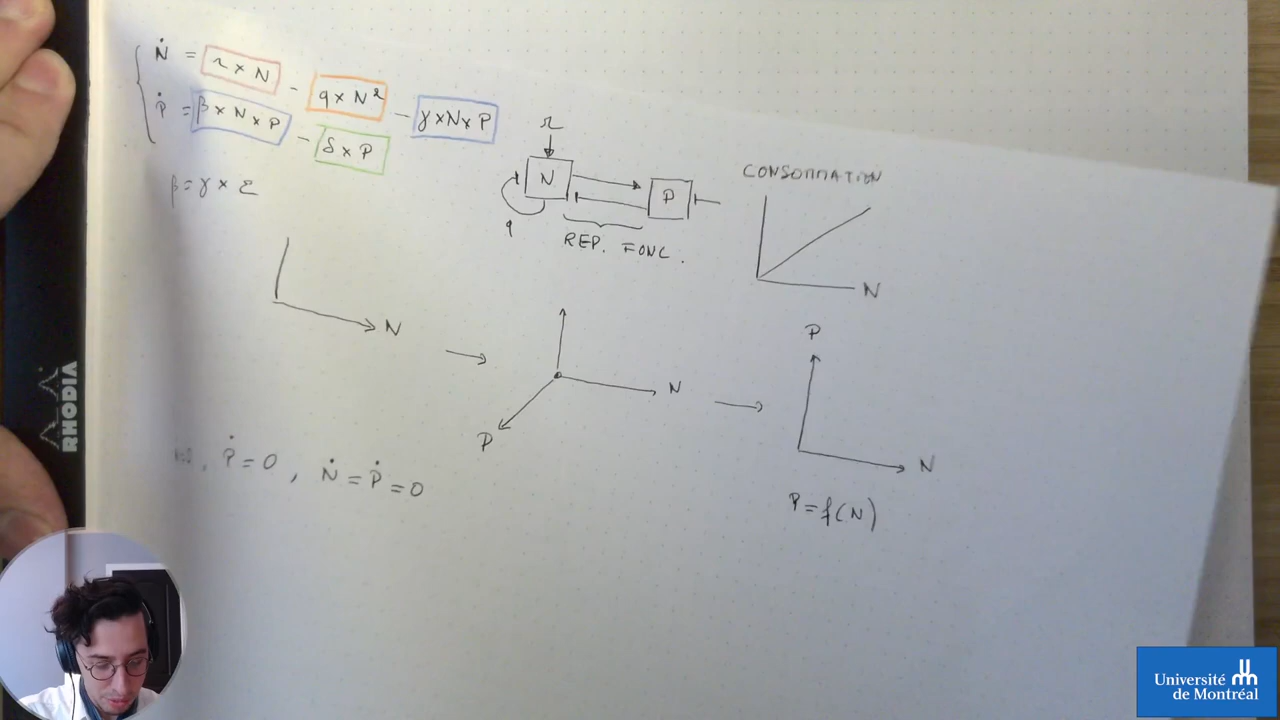 Ṅ = r × N - q × N² - γ × N × P
Ṗ = β × N × P - δ × P
β = γ × ε
r
N
P
q
REP. FONC.
CONSOMMATION
N
N
N
P
P
N
P = f(N)
, Ṗ = 0 , Ṅ = Ṗ = 0
RHODIA
Université
de Montréal